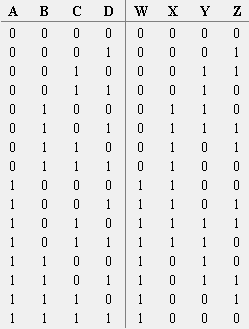 A B C D W X Y Z
0 0 0 0 0 0 0 0
0 0 0 1 0 0 0 1
0 0 1 0 0 0 1 1
0 0 1 1 0 0 1 0
0 1 0 0 0 1 1 0
0 1 0 1 0 1 1 1
0 1 1 0 0 1 0 1
0 1 1 1 0 1 0 0
1 0 0 0 1 1 0 0
1 0 0 1 1 1 0 1
1 0 1 0 1 1 1 1
1 0 1 1 1 1 1 0
1 1 0 0 1 0 1 0
1 1 0 1 1 0 1 1
1 1 1 0 1 0 0 1
1 1 1 1 1 0 0 0